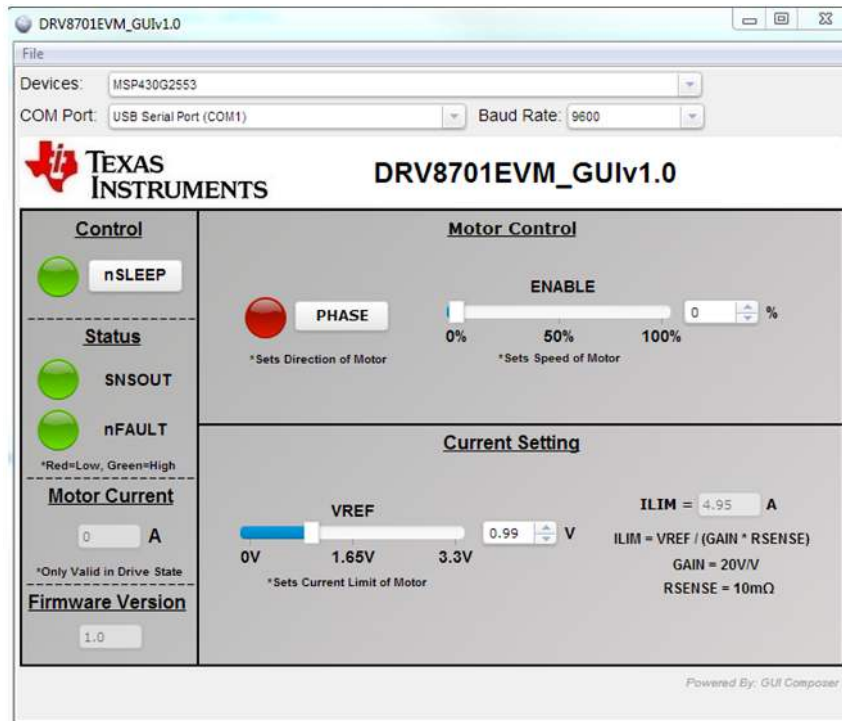 DRV8701EVM_GUIv1.0
File
Devices: MSP430G2553
COM Port: USB Serial Port (COM1) Baud Rate: 9600
TEXAS INSTRUMENTS
DRV8701EVM_GUIv1.0
Control
nSLEEP
Status
SNSOUT
nFAULT
*Red=Low, Green=High
Motor Current
0 A
*Only Valid in Drive State
Firmware Version
1.0
Motor Control
PHASE
*Sets Direction of Motor
ENABLE
0 %
0% 50% 100%
*Sets Speed of Motor
Current Setting
VREF
0.99 V
0V 1.65V 3.3V
*Sets Current Limit of Motor
ILIM = 4.95 A
ILIM = VREF / (GAIN * RSENSE)
GAIN = 20V/V
RSENSE = 10mΩ
Powered By: GUI Composer